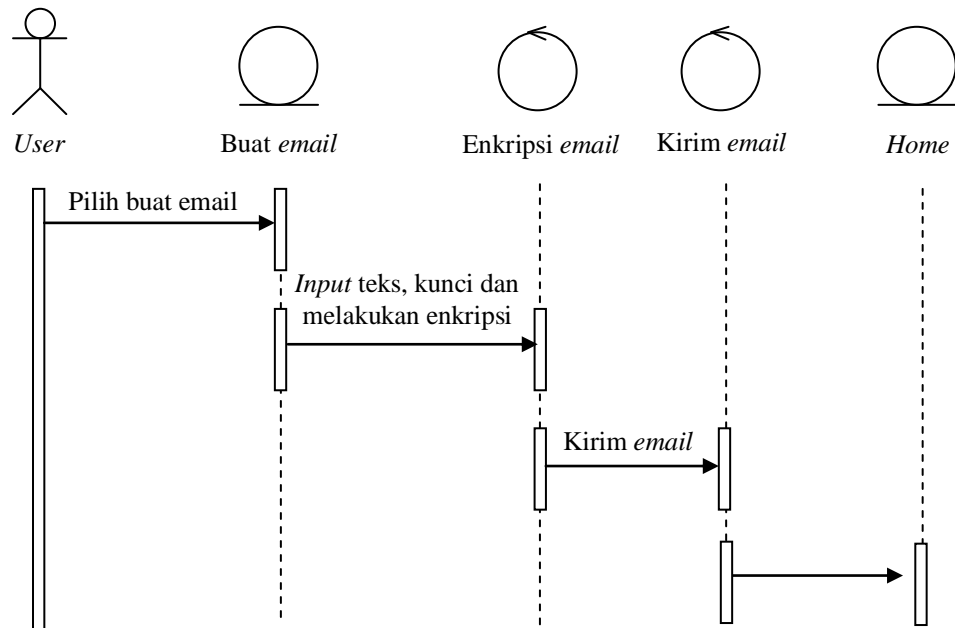 User
Buat email
Enkripsi email
Kirim email
Home
Pilih buat email
Input teks, kunci dan
melakukan enkripsi
Kirim email